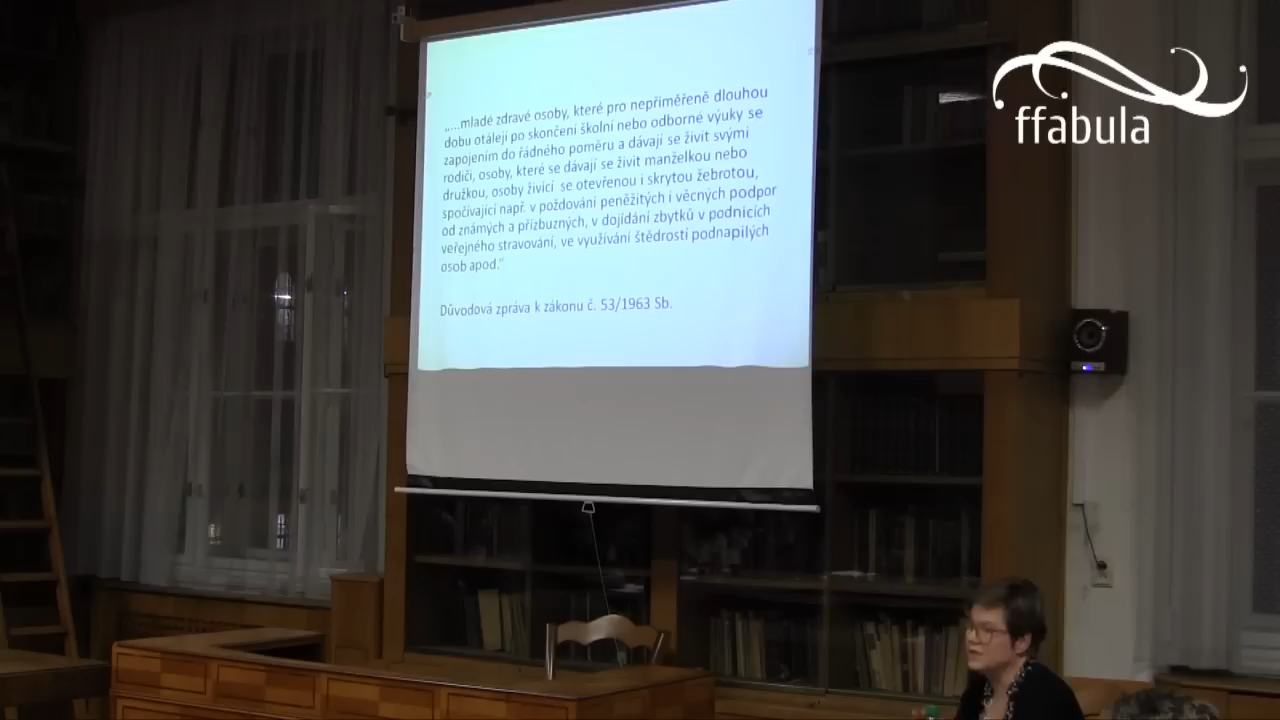 „...mladé zdravé osoby, které pro nepřiměřeně dlouhou
dobu otálejí po skončení školní nebo odborné výuky se
zapojením do řádného poměru a dávají se živit svými
rodiči, osoby, které se dávají se živit manželkou nebo
družkou, osoby živící se otevřenou i skrytou žebrotou,
spočívající např. v poždování peněžitých i věcných podpor
od známých a přízbuzných, v dojídání zbytků v podnicích
veřejného stravování, ve využívání štědrosti podnapilých
osob apod.“
Důvodová zpráva k zákonu č. 53/1963 Sb.
ffabula